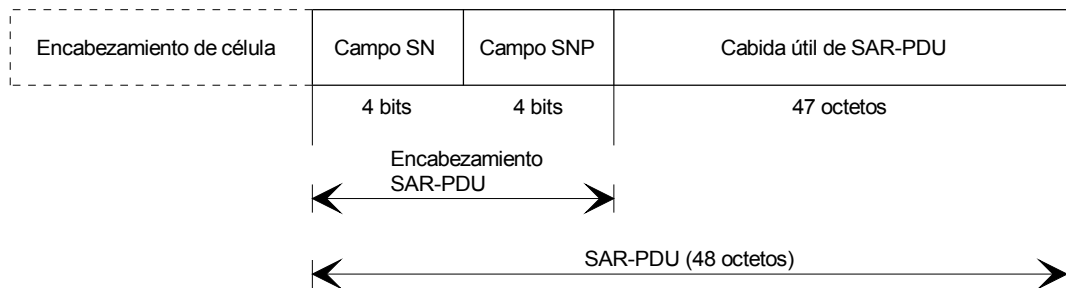 Encabezamiento de célula
Campo SN
Campo SNP
Cabida útil de SAR-PDU
4 bits
4 bits
47 octetos
Encabezamiento
SAR-PDU
SAR-PDU (48 octetos)